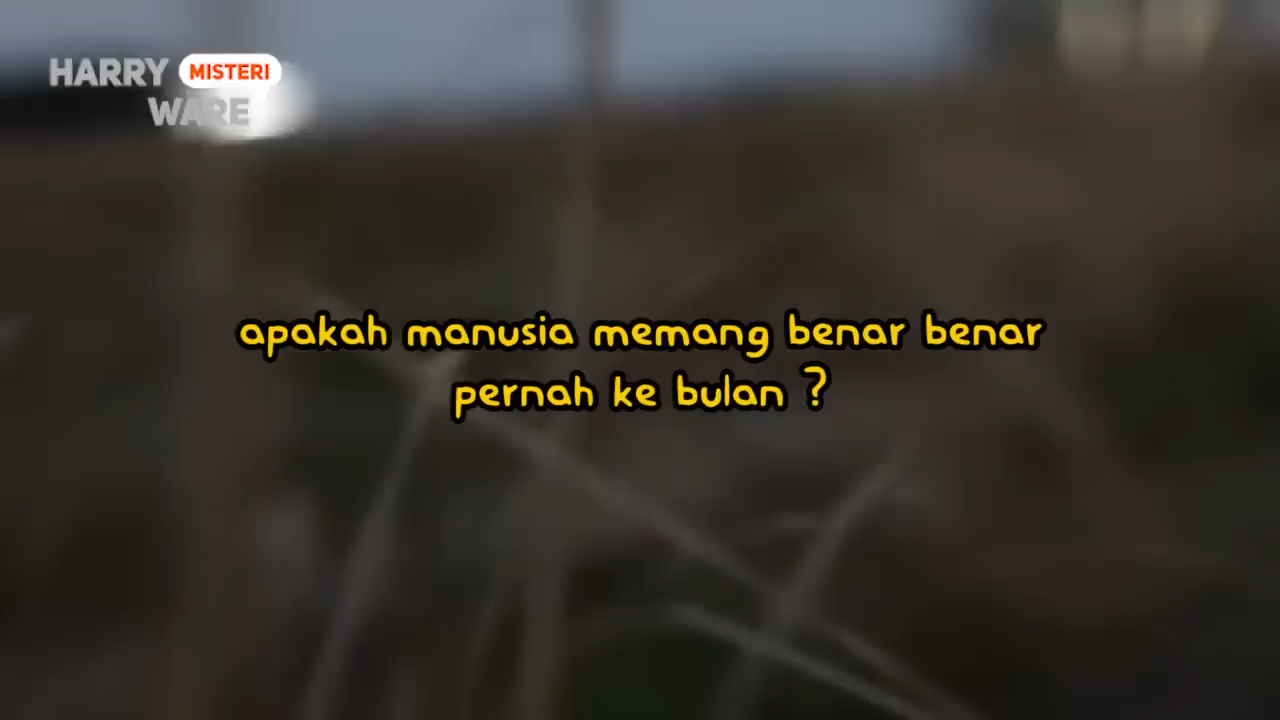 HARRY MISTERI
WARE
apakah manusia memang benar benar
pernah ke bulan ?